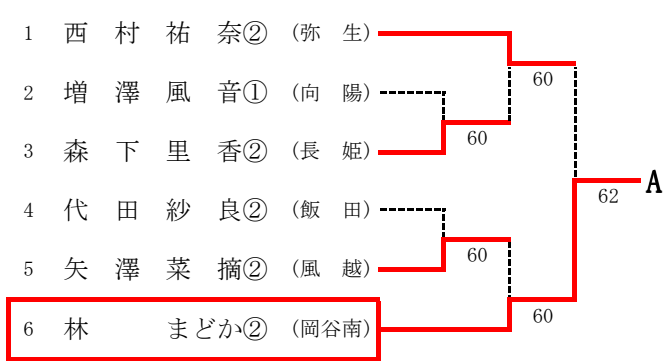 1 西 村 祐 奈② (弥 生)
60
2 増 澤 風 音① (向 陽)
60
3 森 下 里 香② (長 姫)
62 A
4 代 田 紗 良② (飯 田)
60
5 矢 澤 菜 摘② (風 越)
60
6 林 まどか② (岡谷南)